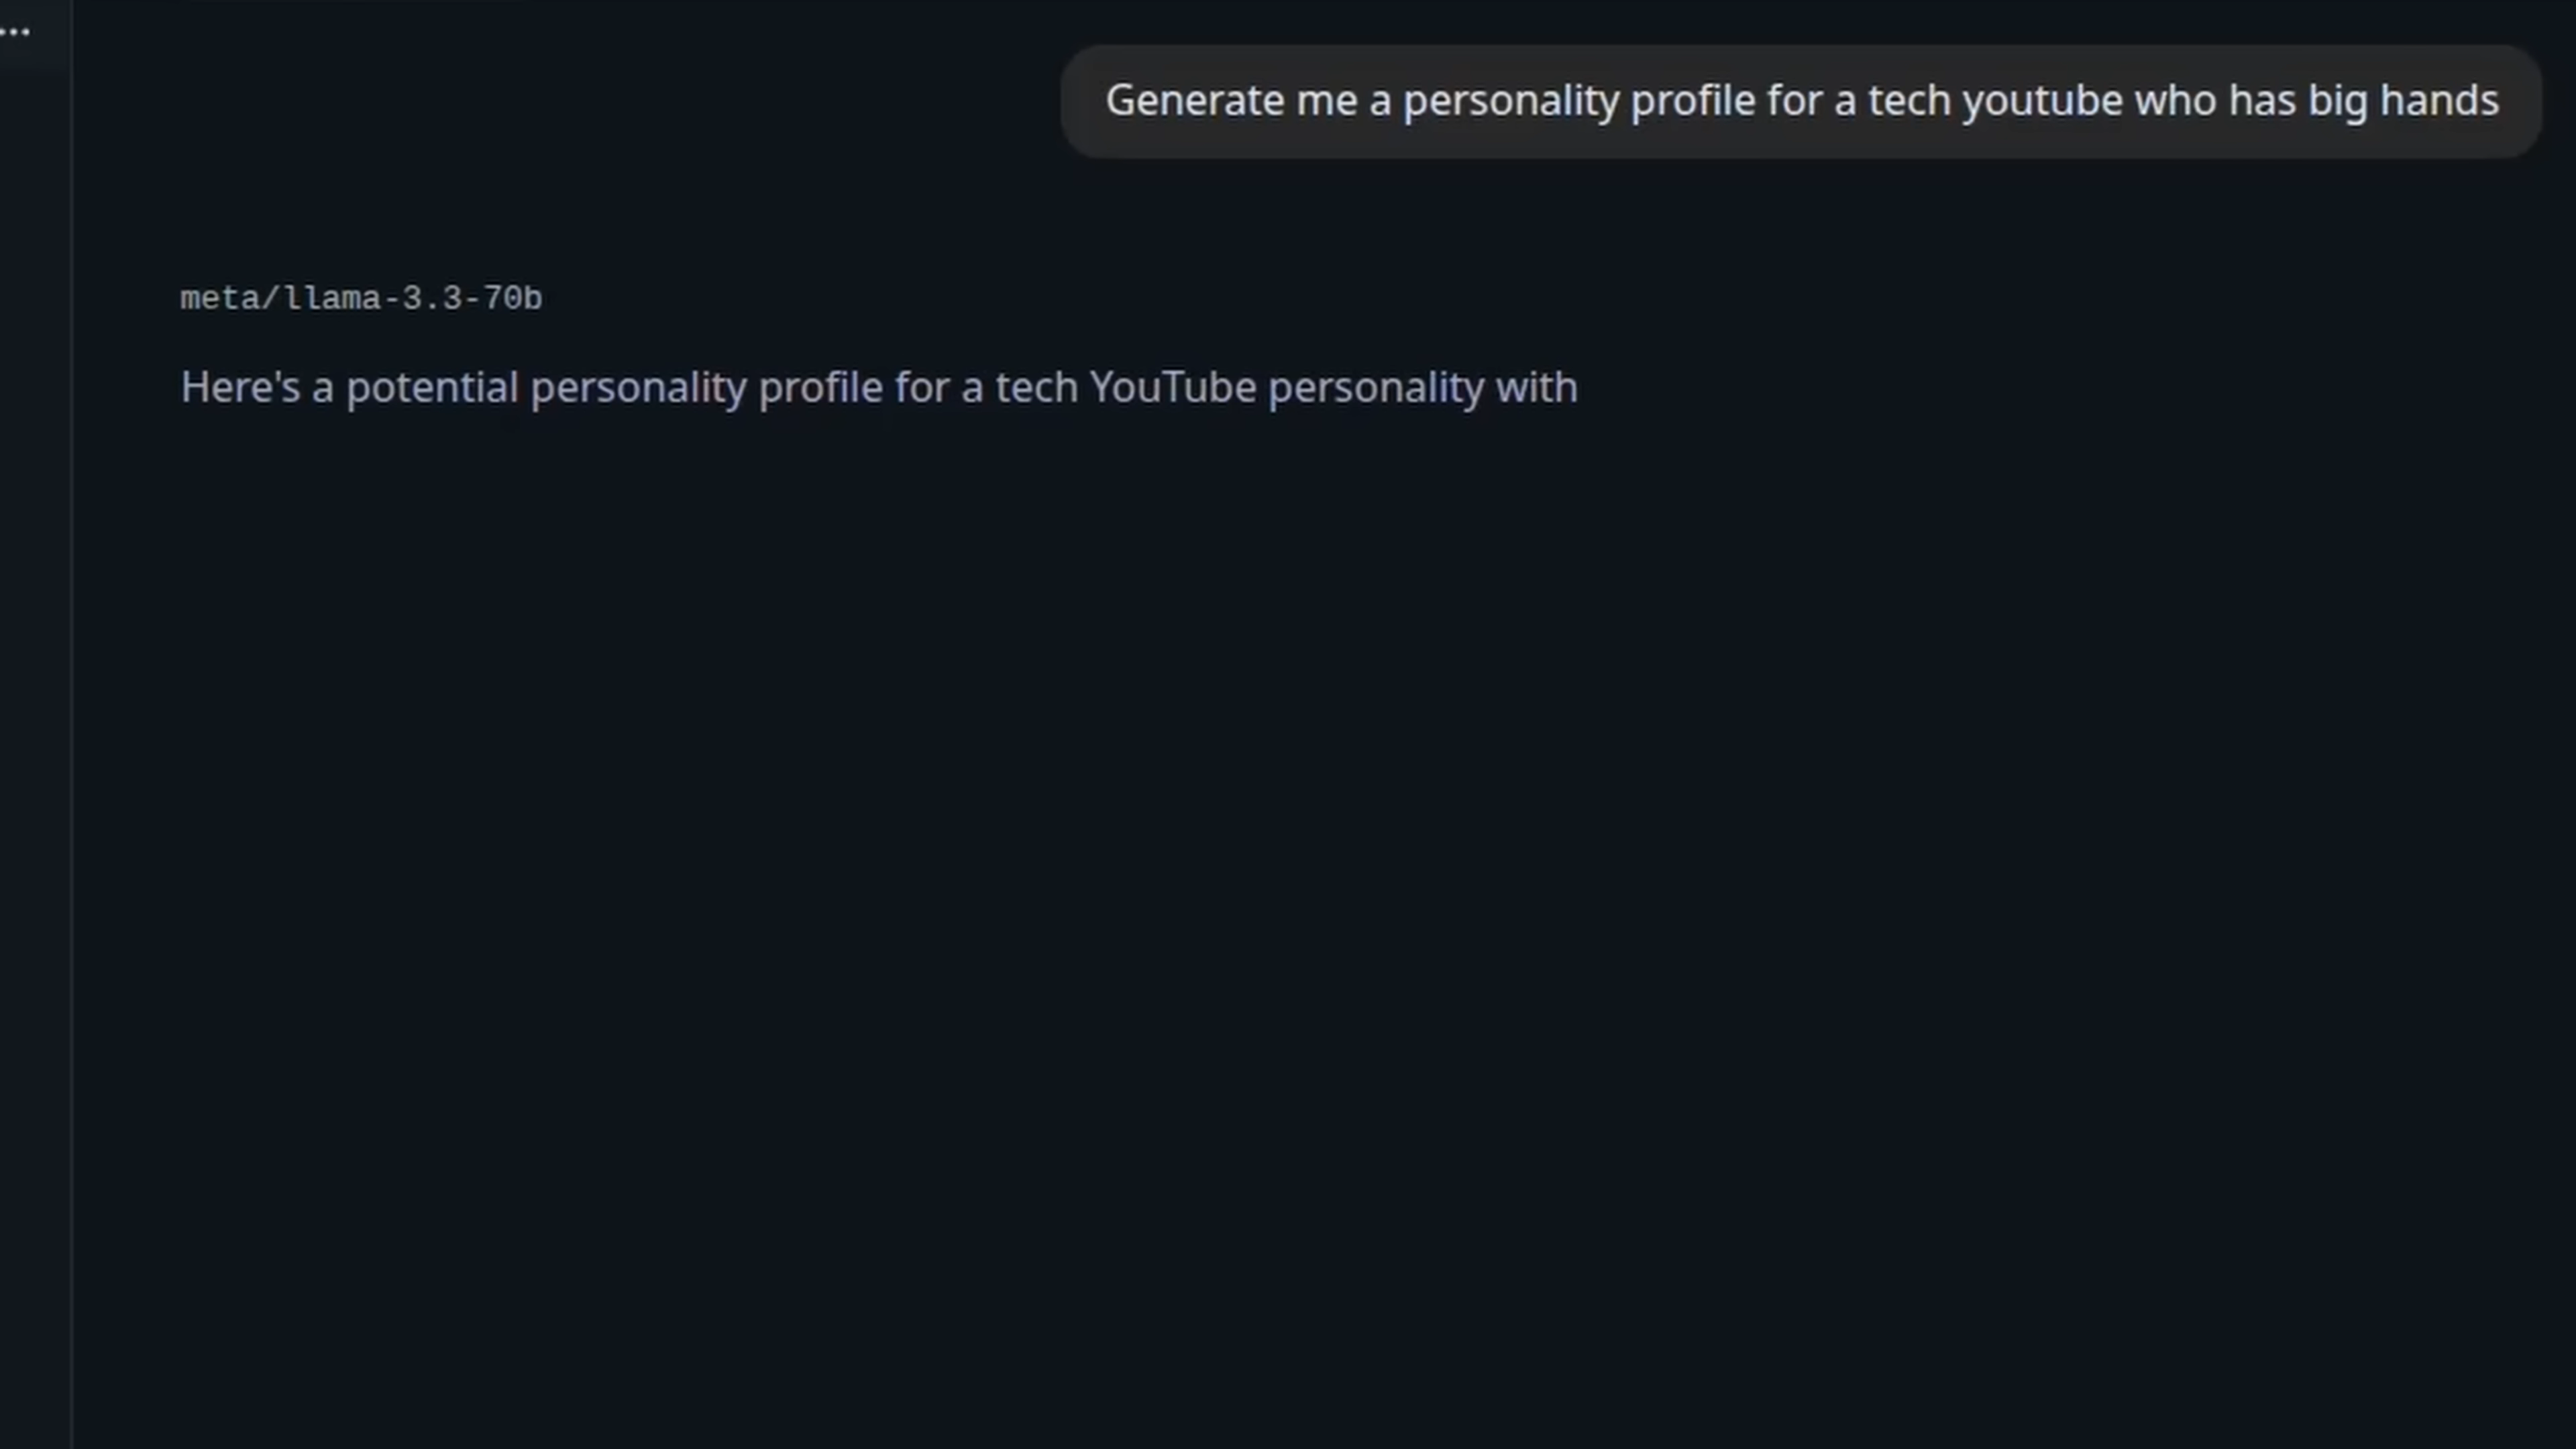 Generate me a personality profile for a tech youtube who has big hands
meta/llama-3.3-70b
Here's a potential personality profile for a tech YouTube personality with